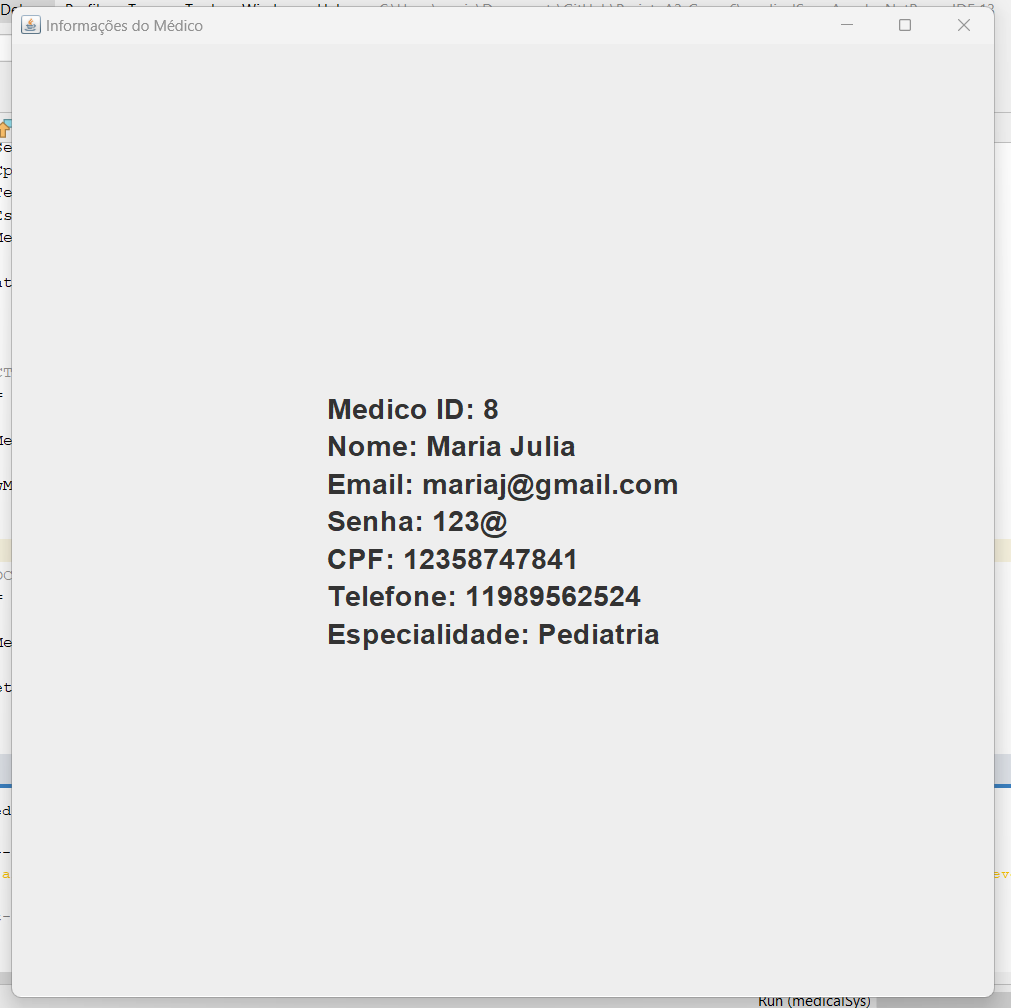 Informações do Médico
Medico ID: 8
Nome: Maria Julia
Email: mariaj@gmail.com
Senha: 123@
CPF: 12358747841
Telefone: 11989562524
Especialidade: Pediatria
Run (medicalSys)